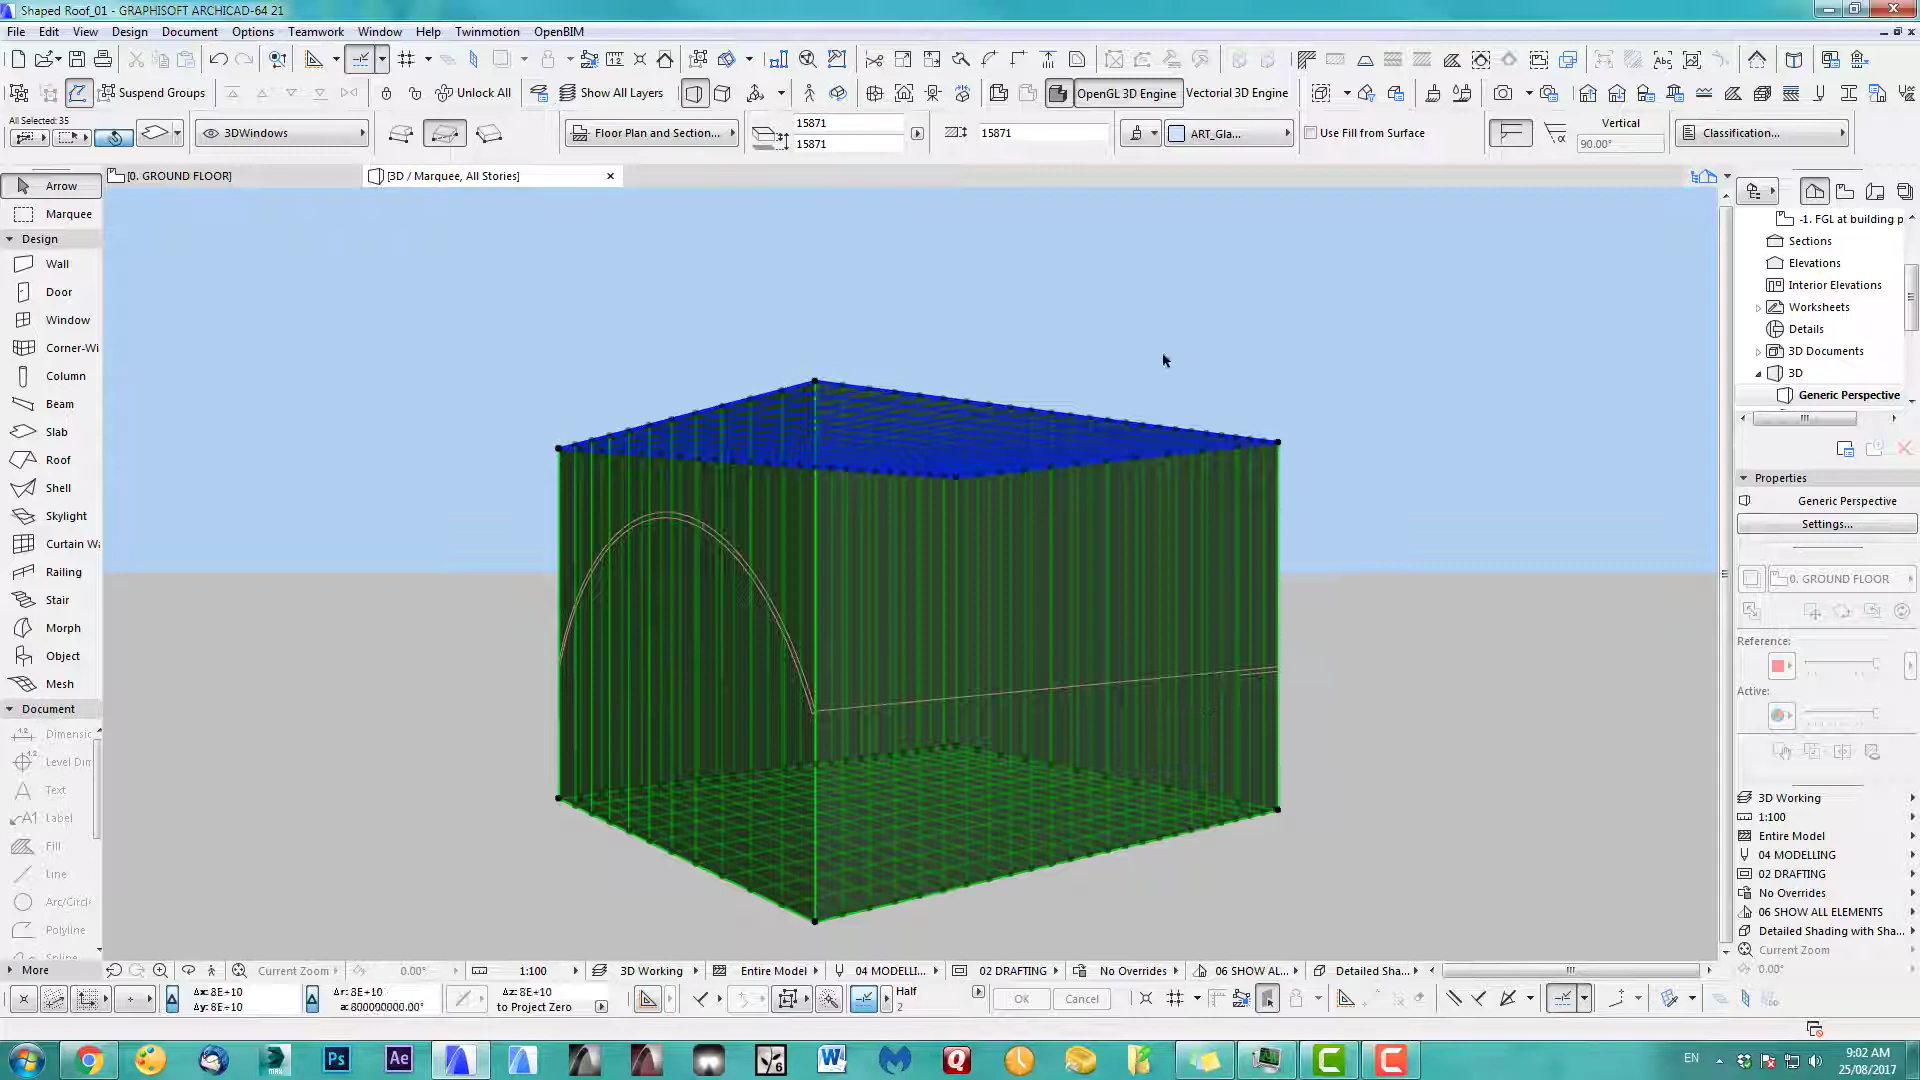 Shaped Roof_01 - GRAPHISOFT ARCHICAD-64 21
File Edit View Design Document Options Teamwork Window Help Twinmotion OpenBIM
Suspend Groups Unlock All Show All Layers OpenGL 3D Engine Vectorial 3D Engine
All Selected: 35
3DWindows Floor Plan and Section... 15871 15871 15871 ART_Gla... Use Fill from Surface Vertical 90.00° Classification...
[0. GROUND FLOOR] [3D / Marquee, All Stories]
Arrow
Marquee
Design
Wall
Door
Window
Corner-Wi
Column
Beam
Slab
Roof
Shell
Skylight
Curtain Wa
Railing
Stair
Morph
Object
Mesh
Document
Dimensio
Level Dim
Text
A1 Label
Fill
Line
Arc/Circle
Polyline
Spline
More
-1. FGL at building p
Sections
Elevations
Interior Elevations
Worksheets
Details
3D Documents
3D
Generic Perspective
Properties
Generic Perspective
Settings...
0. GROUND FLOOR
Reference:
Active:
3D Working
1:100
Entire Model
04 MODELLING
02 DRAFTING
No Overrides
06 SHOW ALL ELEMENTS
Detailed Shading with Sha...
Current Zoom
0.00°
Current Zoom 0.00° 1:100 3D Working Entire Model 04 MODELLI... 02 DRAFTING No Overrides 06 SHOW AL... Detailed Sha...
Δx: 8E+10 Δr: 8E+10 Δz: 8E+10 Half OK Cancel
Δy: 8E+10 a: 800090000.00° to Project Zero 2
Ps Ae
EN 9:02 AM
25/08/2017